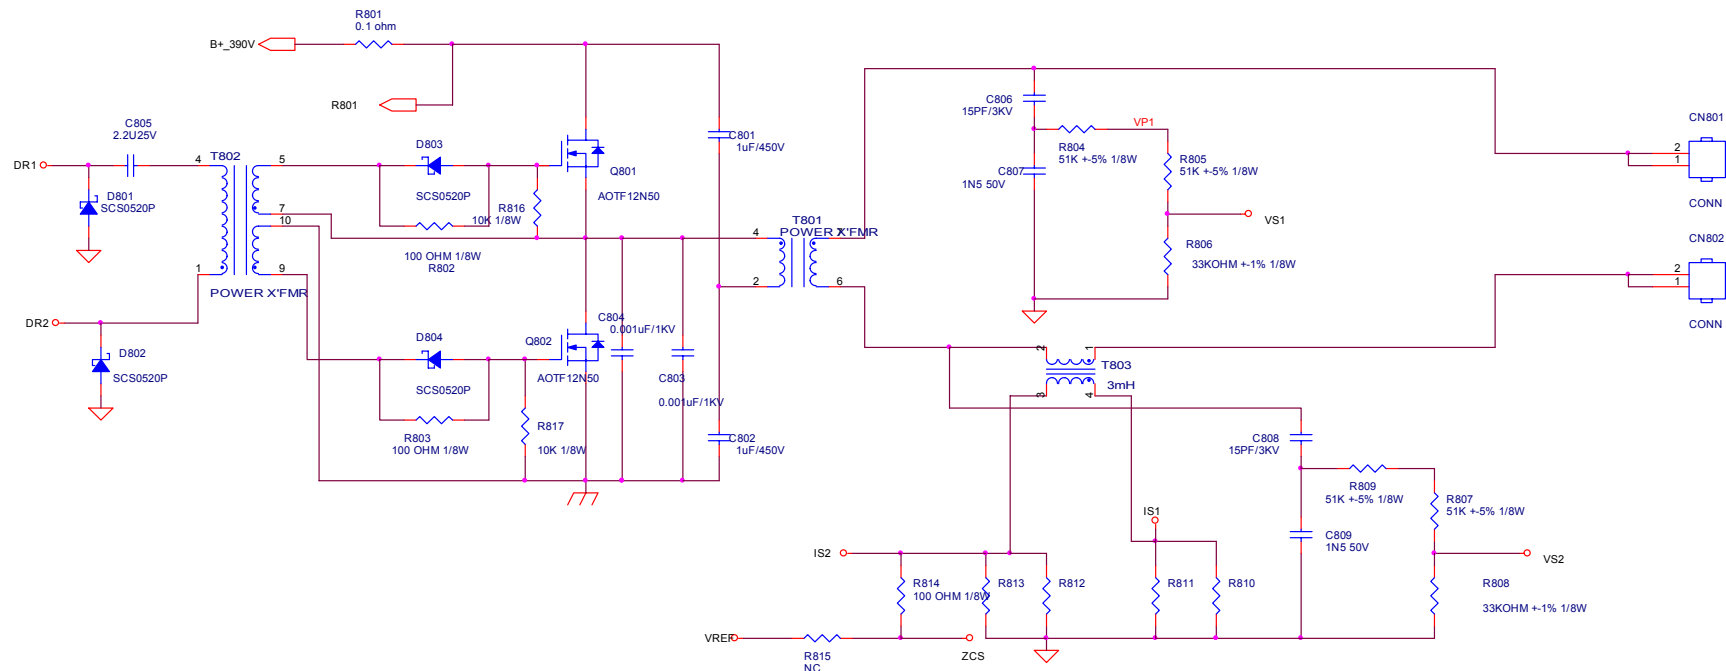 R801
0.1 ohm
B+_390V
R801
C805
2.2U25V
DR1
D801
SCS0520P
4
T802
5
7
10
1
9
POWER X'FMR
DR2
D802
SCS0520P
D803
SCS0520P
R816
10K 1/8W
100 OHM 1/8W
R802
Q801
AOTF12N50
D804
SCS0520P
R803
100 OHM 1/8W
Q802
AOTF12N50
R817
10K 1/8W
C804
0.001uF/1KV
C803
0.001uF/1KV
C801
1uF/450V
C802
1uF/450V
T801
POWER X'FMR
4
7
2
6
C806
15PF/3KV
VP1
R804
51K +-5% 1/8W
C807
1N5 50V
R805
51K +-5% 1/8W
VS1
R806
33KOHM +-1% 1/8W
CN801
2
1
CONN
CN802
2
1
CONN
2
1
T803
3mH
3
4
C808
15PF/3KV
R809
51K +-5% 1/8W
R807
51K +-5% 1/8W
C809
1N5 50V
VS2
R808
33KOHM +-1% 1/8W
IS1
IS2
R814
100 OHM 1/8W
R813
R812
R811
R810
VREF
R815
NC
ZCS